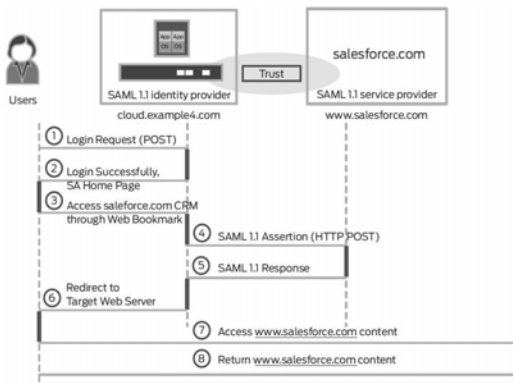 App App
OS OS
salesforce.com
Trust
Users
SAML 1.1 identity provider
SAML 1.1 service provider
cloud.example4.com
www.salesforce.com
1 Login Request (POST)
2 Login Successfully,
SA Home Page
3 Access saleforce.com CRM
through Web Bookmark
4 SAML 1.1 Assertion (HTTP POST)
5 SAML 1.1 Response
6 Redirect to
Target Web Server
7 Access www.salesforce.com content
8 Return www.salesforce.com content